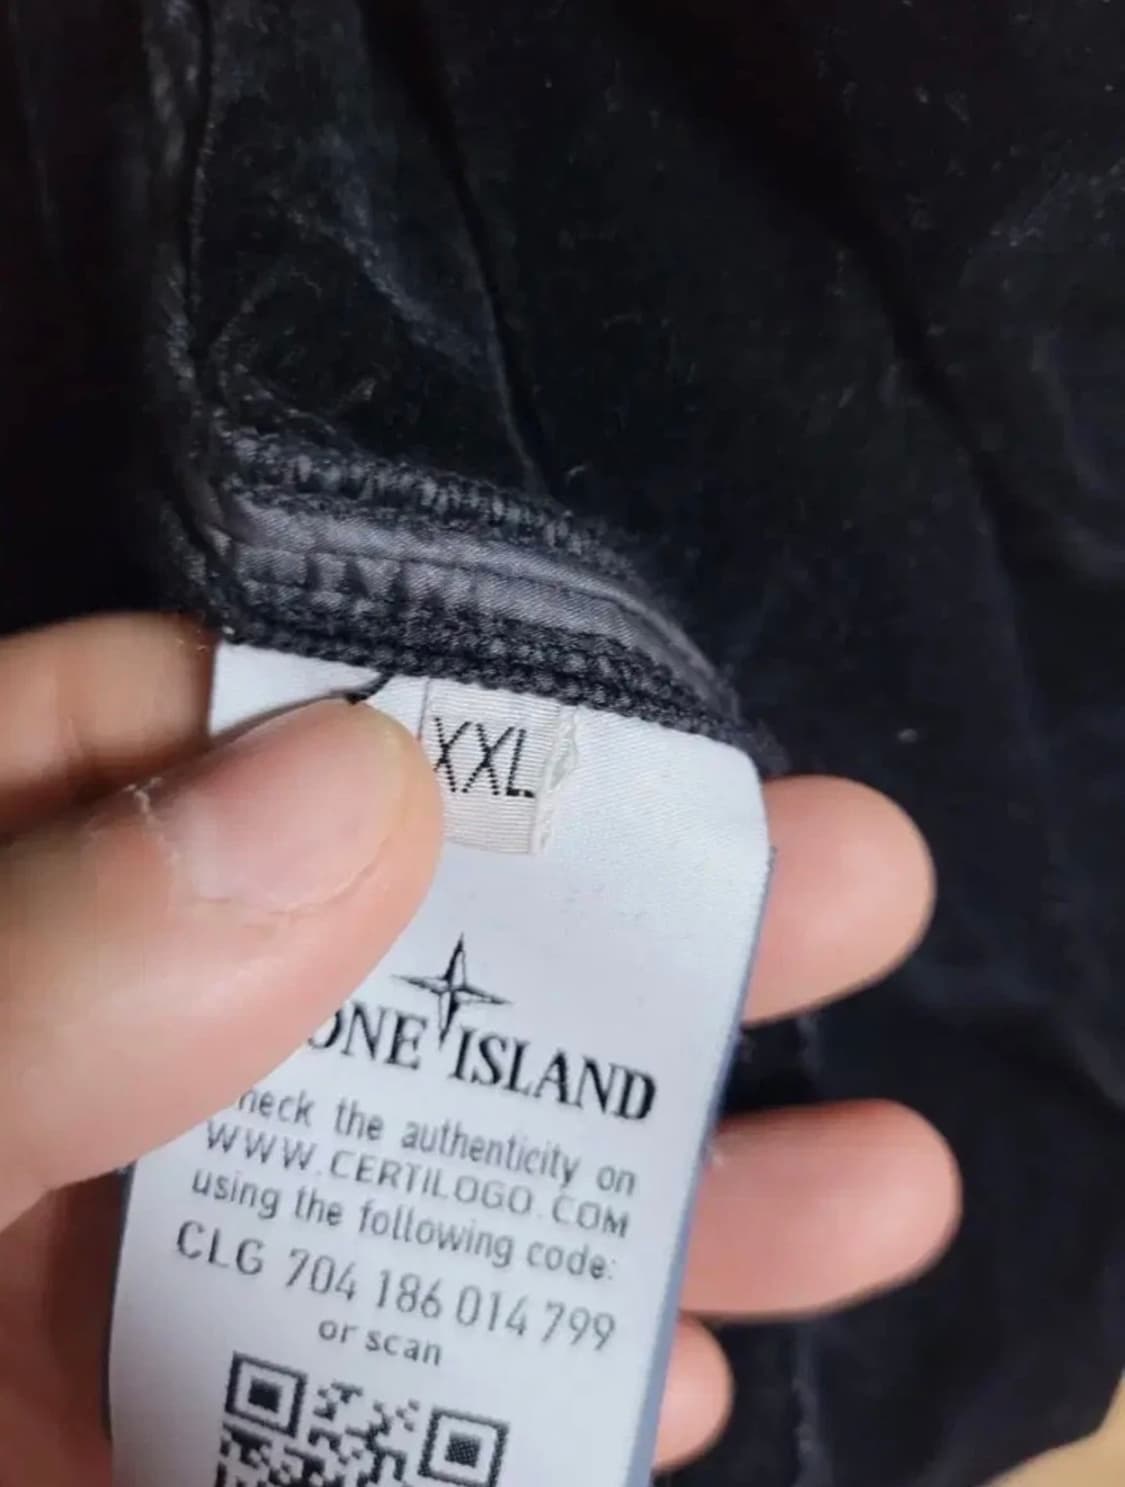 XXL
ONE ISLAND
heck the authenticity on
WWW.CERTILOGO.COM
using the following code:
CLG 704 186 014 799
or scan